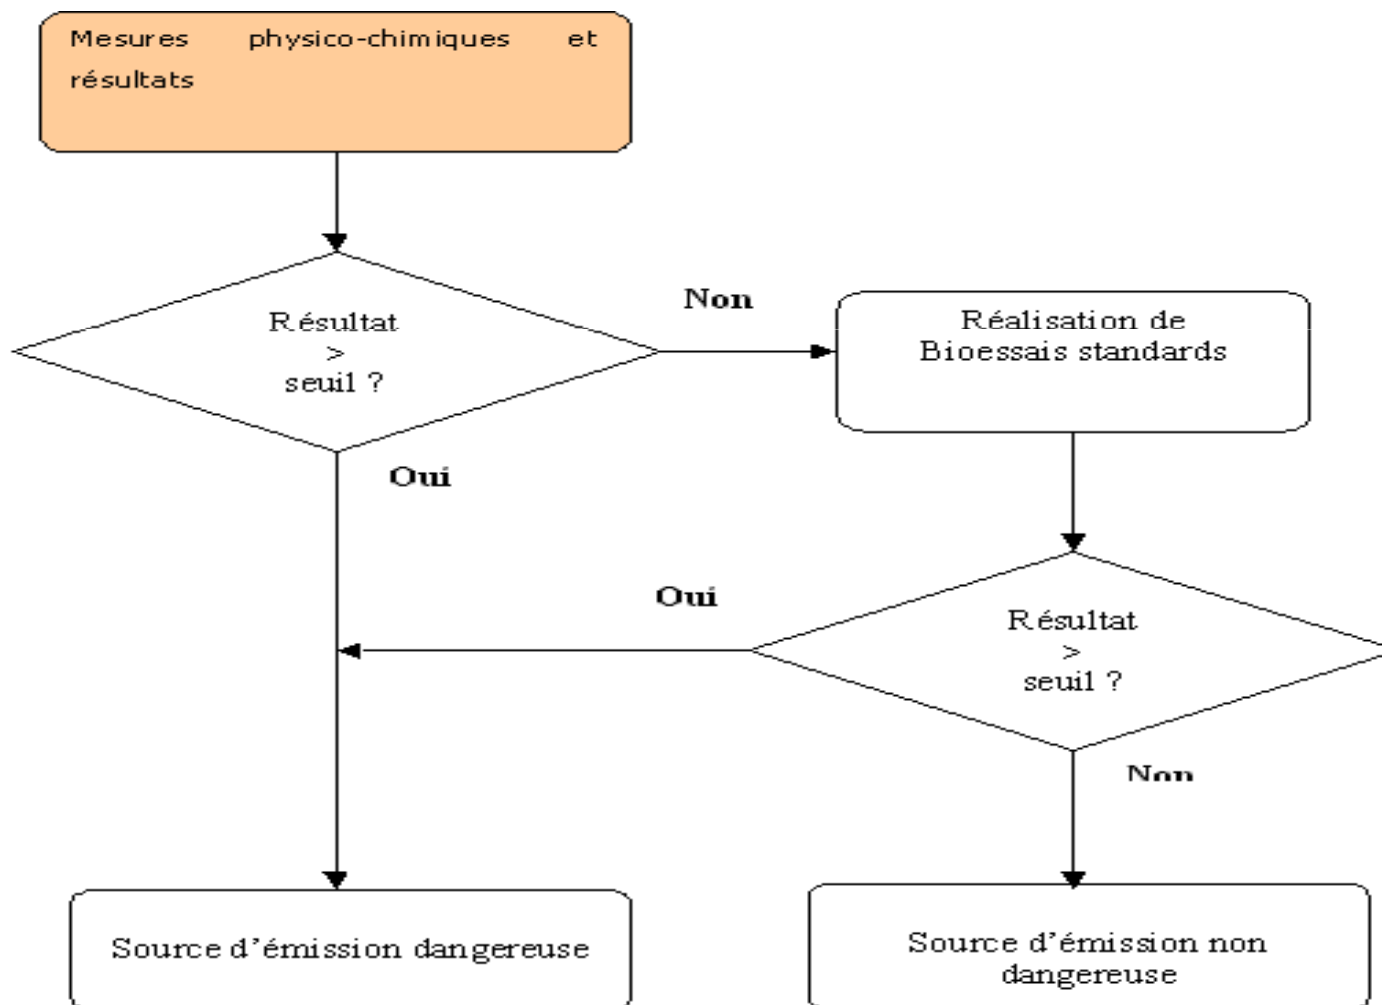 Mesures physico-chimiques et
résultats
Non
Résultat
>
seuil ?
Réalisation de
Bioessais standards
Oui
Oui
Résultat
>
seuil ?
Non
Source d'émission dangereuse
Source d'émission non
dangereuse